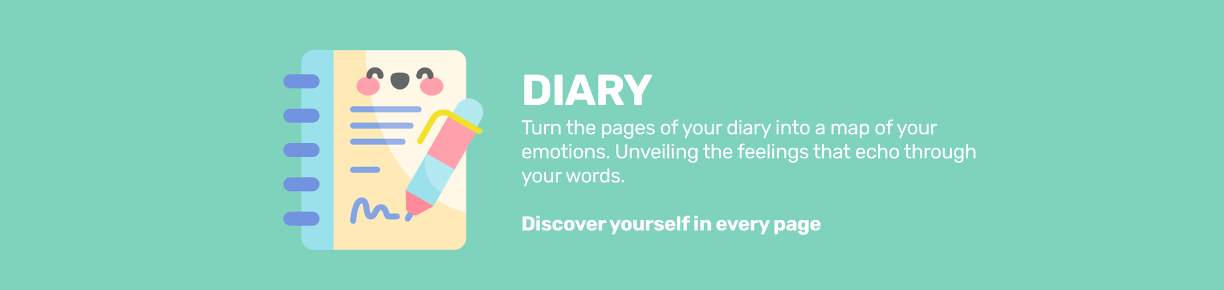 DIARY
Turn the pages of your diary into a map of your
emotions. Unveiling the feelings that echo through
your words.
Discover yourself in every page